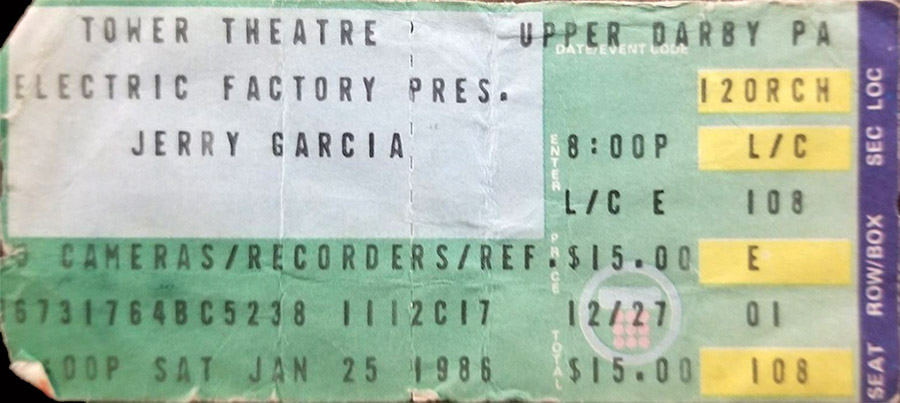 TOWER THEATRE UPPER DARBY PA
DATE/EVENT CODE
ELECTRIC FACTORY PRES. 120RCH
JERRY GARCIA 8:00P L/C
ENTER
L/C E 108
CAMERAS/RECORDERS/REF. $15.00 E
PRICE
6731764BC5238 1112C17 12/27 01
TOTAL
:00P SAT JAN 25 1986 $15.00 108
SEAT ROW/BOX SEC LOC